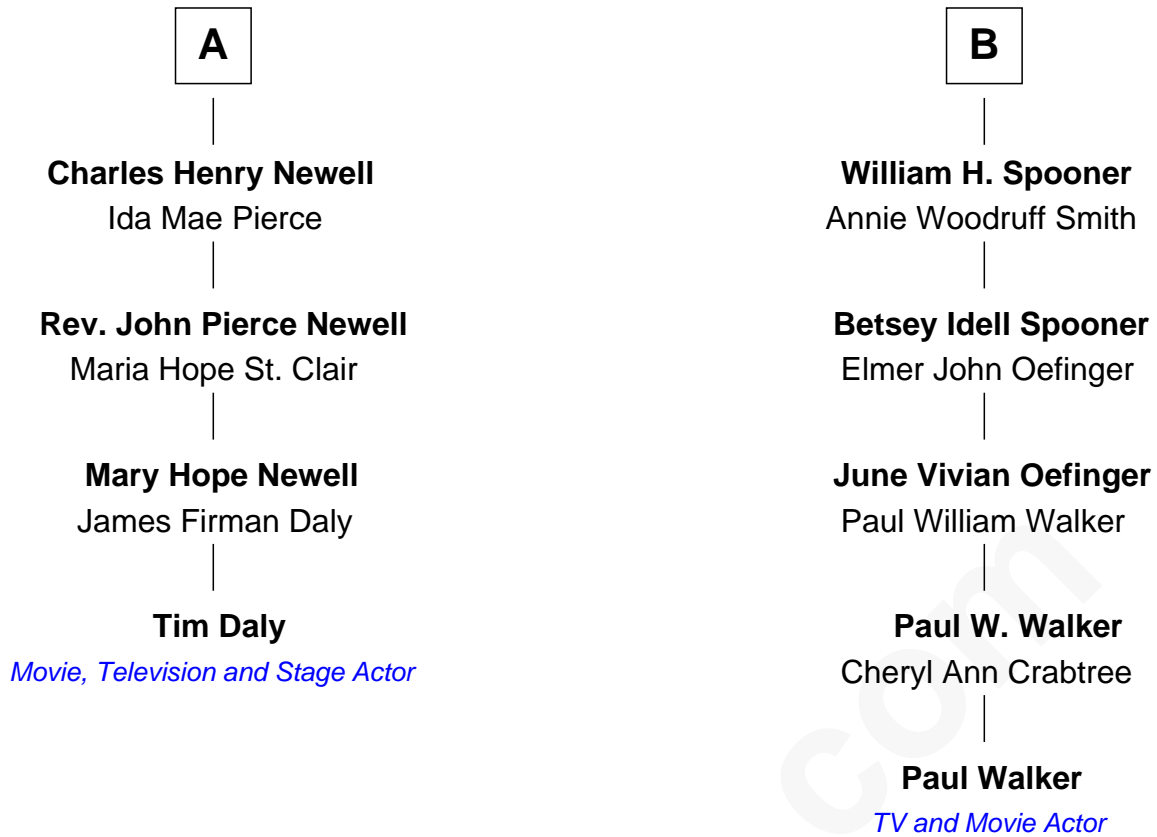 A
Charles Henry Newell
Ida Mae Pierce
Rev. John Pierce Newell
Maria Hope St. Clair
Mary Hope Newell
James Firman Daly
Tim Daly
Movie, Television and Stage Actor
B
William H. Spooner
Annie Woodruff Smith
Betsey Idell Spooner
Elmer John Oefinger
June Vivian Oefinger
Paul William Walker
Paul W. Walker
Cheryl Ann Crabtree
Paul Walker
TV and Movie Actor
com